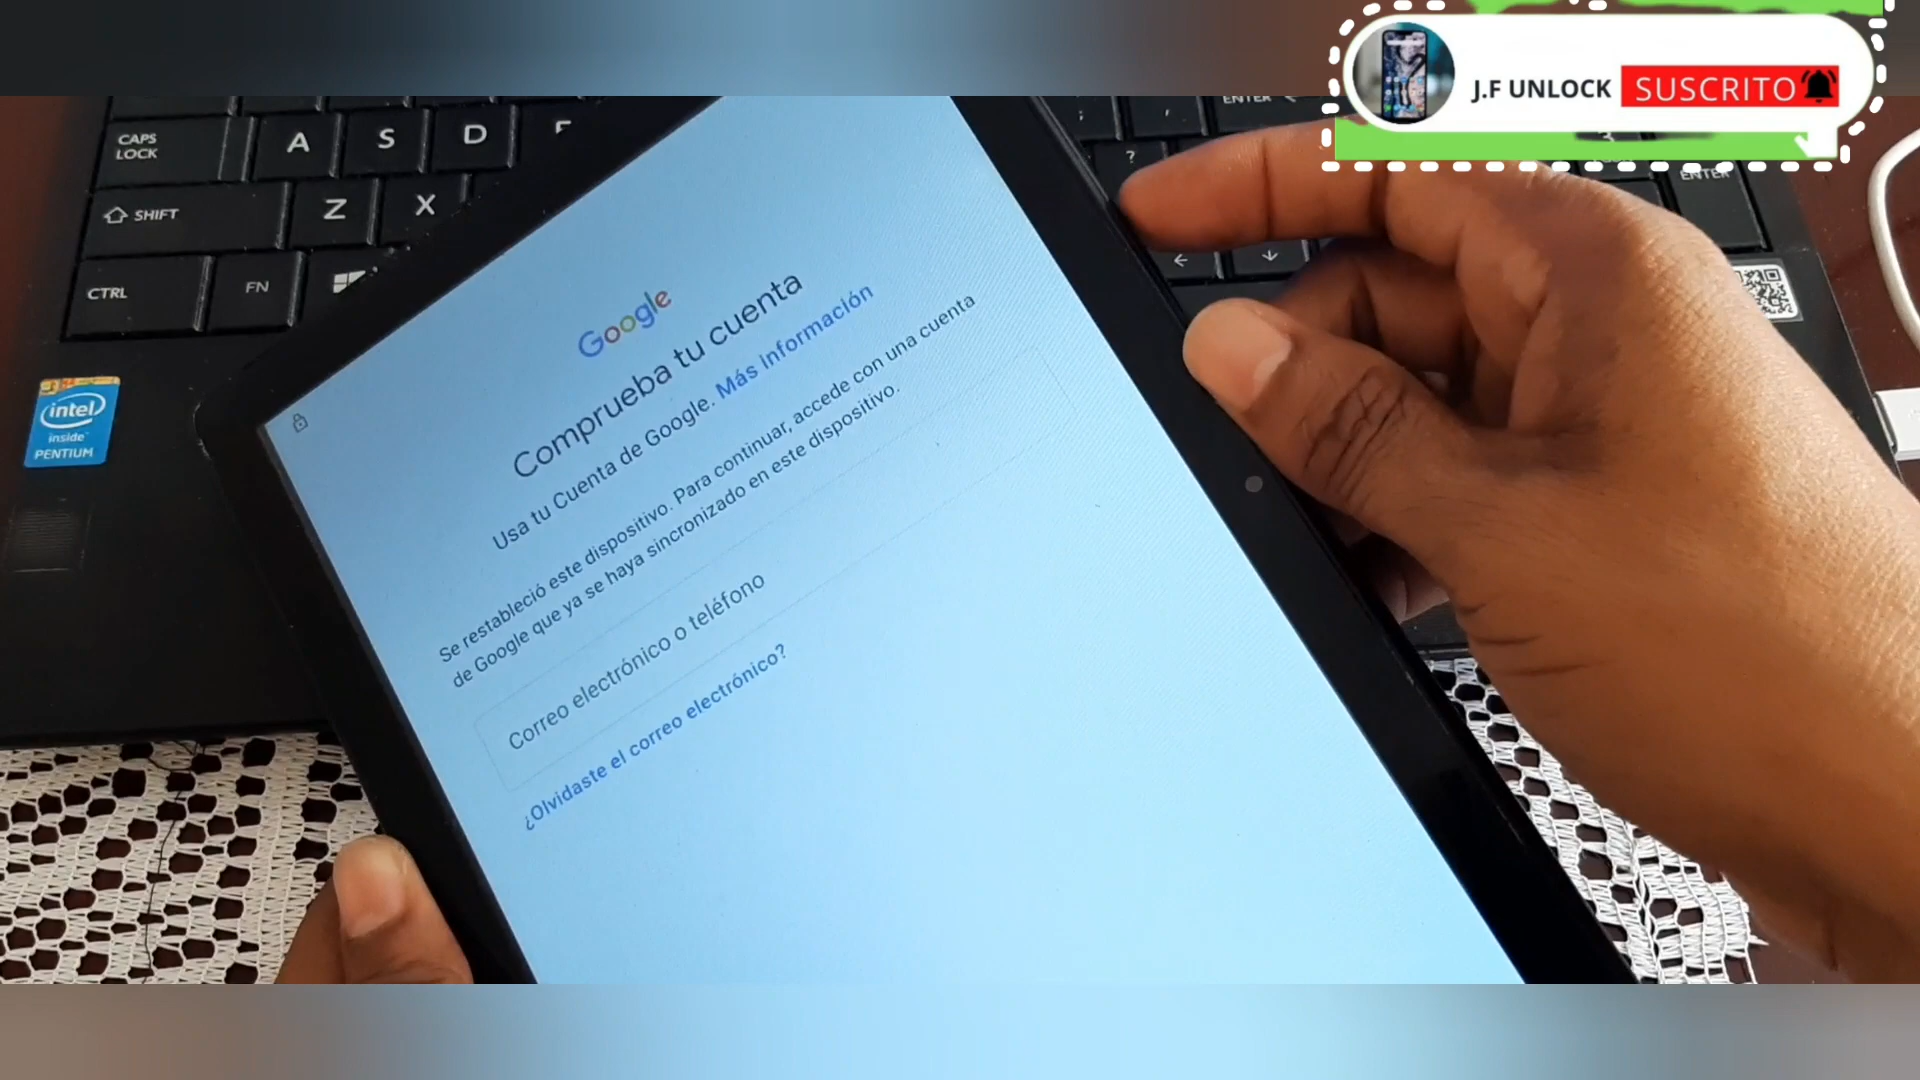 J.F UNLOCK SUSCRITO
ENTER
CAPS LOCK
A
S
D
?
SHIFT
Z
X
ENTER
CTRL
FN
intel
inside
PENTIUM
Google
Comprueba tu cuenta
Usa tu Cuenta de Google. Más información
Se restableció este dispositivo. Para continuar, accede con una cuenta
de Google que ya se haya sincronizado en este dispositivo.
Correo electrónico o teléfono
¿Olvidaste el correo electrónico?